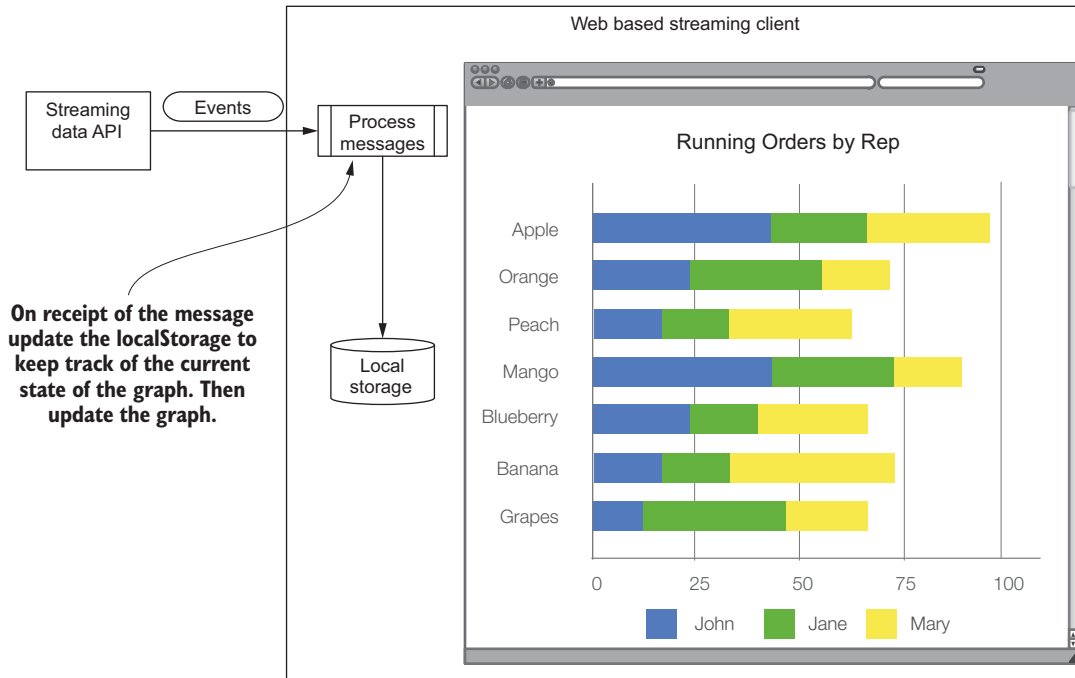 Web based streaming client
Streaming
data API
Events
Process
messages
On receipt of the message
update the localStorage to
keep track of the current
state of the graph. Then
update the graph.
Local
storage
Running Orders by Rep
Apple
Orange
Peach
Mango
Blueberry
Banana
Grapes
0 25 50 75 100
John Jane Mary